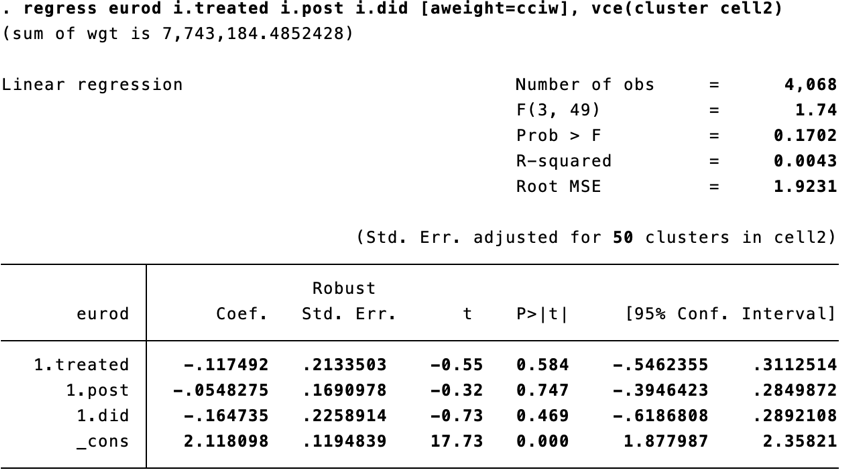 . regress eurod i.treated i.post i.did [aweight=cciw], vce(cluster cell2)
(sum of wgt is 7,743,184.4852428)
Linear regression Number of obs = 4,068
F(3, 49) = 1.74
Prob > F = 0.1702
R-squared = 0.0043
Root MSE = 1.9231
(Std. Err. adjusted for 50 clusters in cell2)
Robust
eurod Coef. Std. Err. t P>|t| [95% Conf. Interval]
1.treated -.117492 .2133503 -0.55 0.584 -.5462355 .3112514
1.post -.0548275 .1690978 -0.32 0.747 -.3946423 .2849872
1.did -.164735 .2258914 -0.73 0.469 -.6186808 .2892108
_cons 2.118098 .1194839 17.73 0.000 1.877987 2.35821